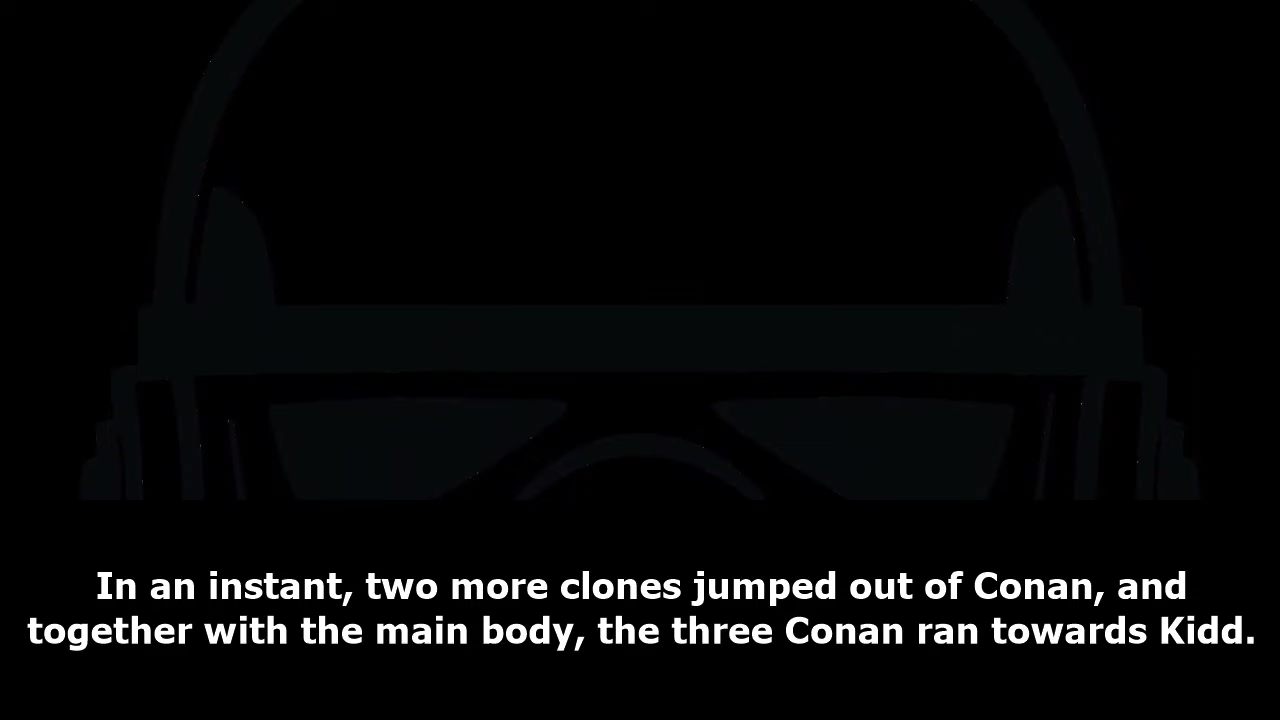 In an instant, two more clones jumped out of Conan, and
together with the main body, the three Conan ran towards Kidd.